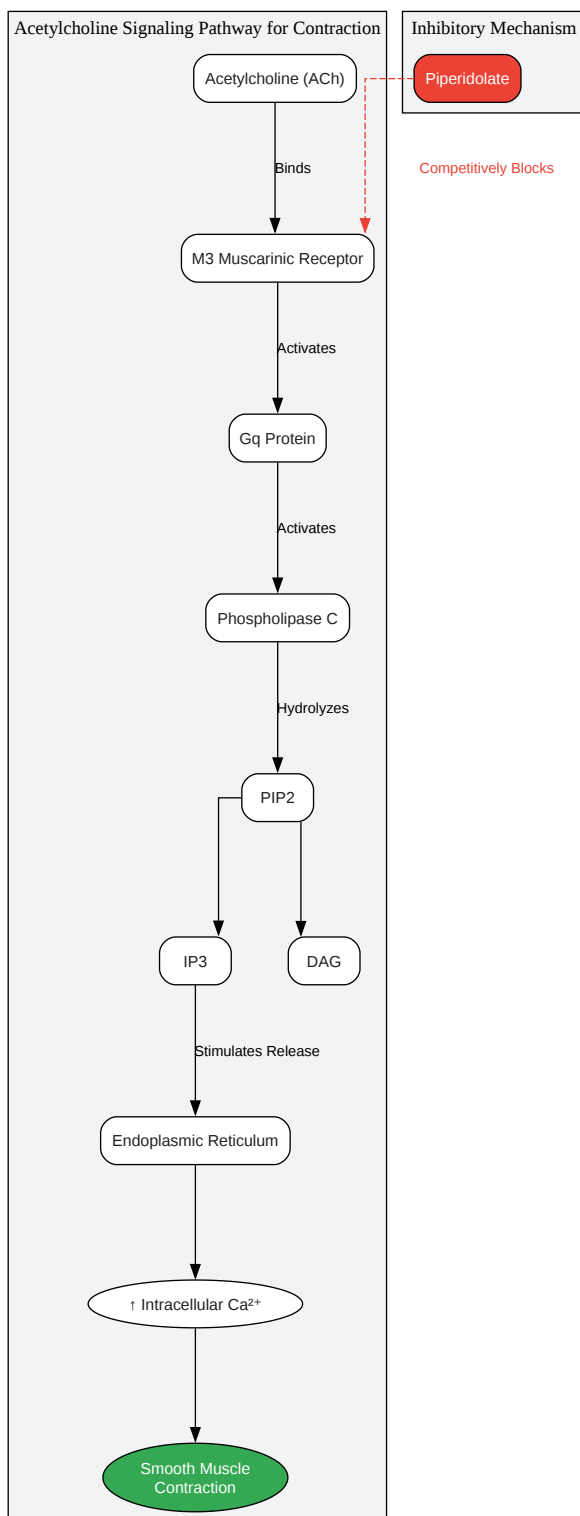 Acetylcholine Signaling Pathway for Contraction
Inhibitory Mechanism
Acetylcholine (ACh)
Piperidolate
Binds
Competitively Blocks
M3 Muscarinic Receptor
Activates
Gq Protein
Activates
Phospholipase C
Hydrolyzes
PIP2
IP3
DAG
Stimulates Release
Endoplasmic Reticulum
↑ Intracellular Ca²⁺
Smooth Muscle
Contraction